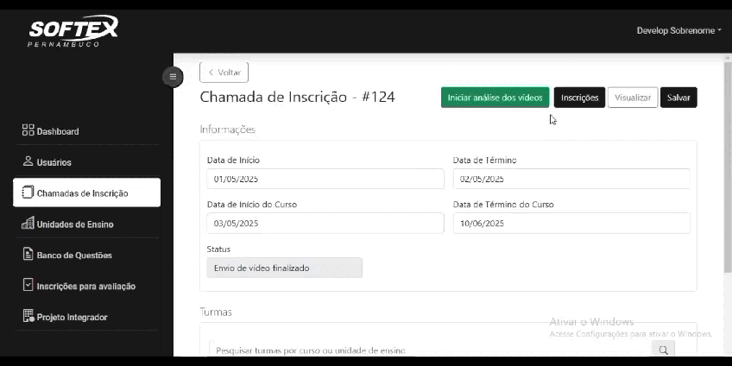 SOFTEX
PERNAMBUCO
Develop Sobrenome
< Voltar
Chamada de Inscrição - #124
Iniciar análise dos vídeos
Inscrições
Visualizar
Salvar
Informações
Data de Início
Data de Término
01/05/2025
02/05/2025
Data de Início do Curso
Data de Término do Curso
03/05/2025
10/06/2025
Status
Envio de vídeo finalizado
Turmas
Pesquisar turmas por curso ou unidade de ensino
Dashboard
Usuários
Chamadas de Inscrição
Unidades de Ensino
Banco de Questões
Inscrições para avaliação
Projeto Integrador
Ativar o Windows
Acesse Configurações para ativar o Windows.